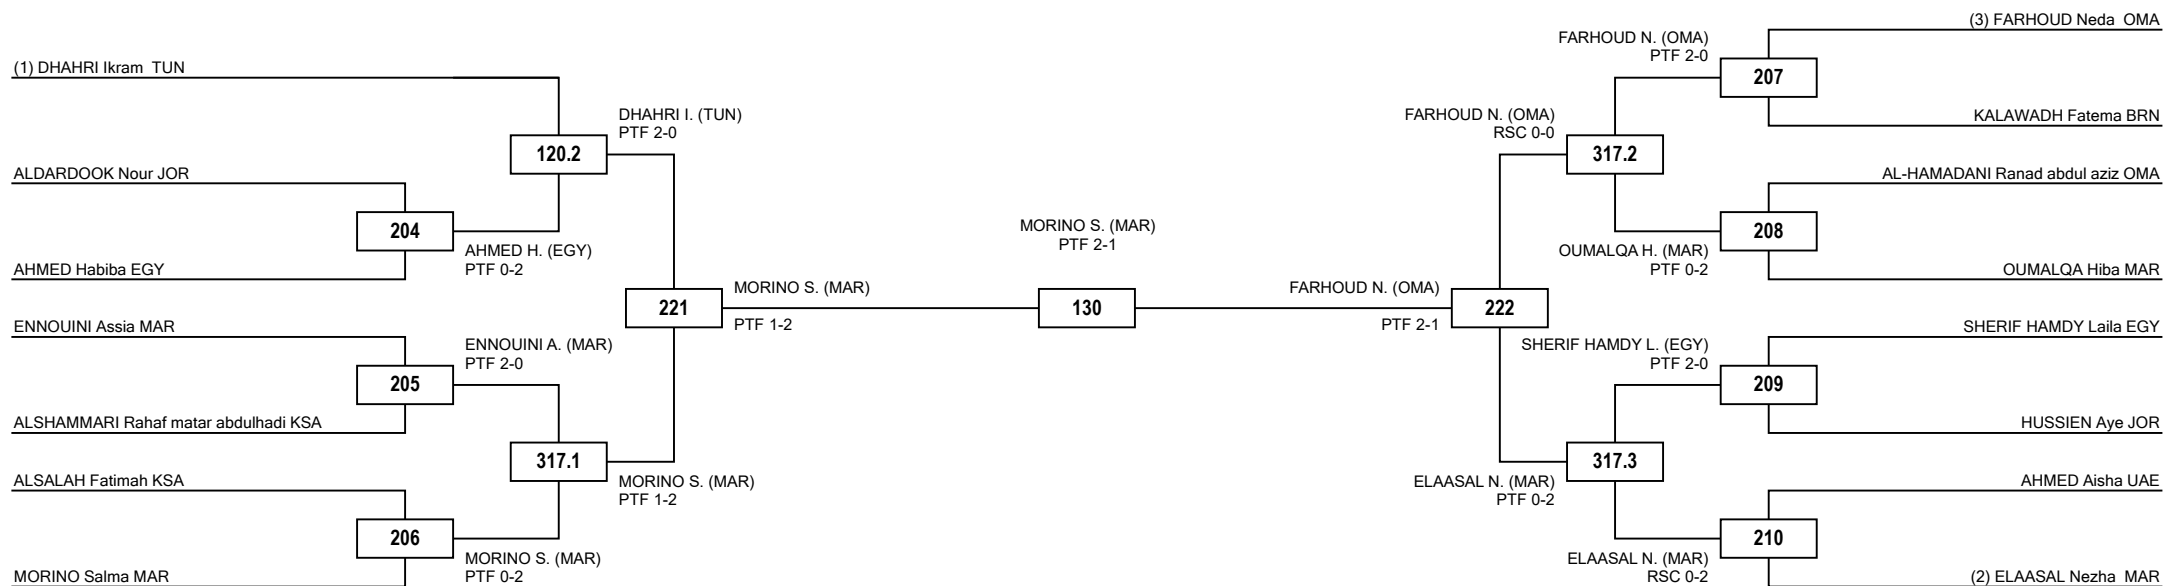 (3) FARHOUD Neda  OMA
FARHOUD N. (OMA)
PTF 2-0
(1) DHAHRI Ikram  TUN
207
DHAHRI I. (TUN)
PTF 2-0
FARHOUD N. (OMA)
RSC 0-0
KALAWADH Fatema BRN
120.2
317.2
ALDARDOOK Nour JOR
AL-HAMADANI Ranad abdul aziz OMA
204
MORINO S. (MAR)
PTF 2-1
208
AHMED H. (EGY)
PTF 0-2
OUMALQA H. (MAR)
PTF 0-2
AHMED Habiba EGY
OUMALQA Hiba MAR
221
MORINO S. (MAR)
PTF 1-2
130
FARHOUD N. (OMA)
PTF 2-1
222
ENNOUINI Assia MAR
SHERIF HAMDY Laila EGY
ENNOUINI A. (MAR)
PTF 2-0
SHERIF HAMDY L. (EGY)
PTF 2-0
205
209
ALSHAMMARI Rahaf matar abdulhadi KSA
HUSSIEN Aye JOR
317.1
317.3
ALSALAH Fatimah KSA
MORINO S. (MAR)
PTF 1-2
ELAASAL N. (MAR)
PTF 0-2
AHMED Aisha UAE
206
210
MORINO S. (MAR)
PTF 0-2
ELAASAL N. (MAR)
RSC 0-2
MORINO Salma MAR
(2) ELAASAL Nezha  MAR